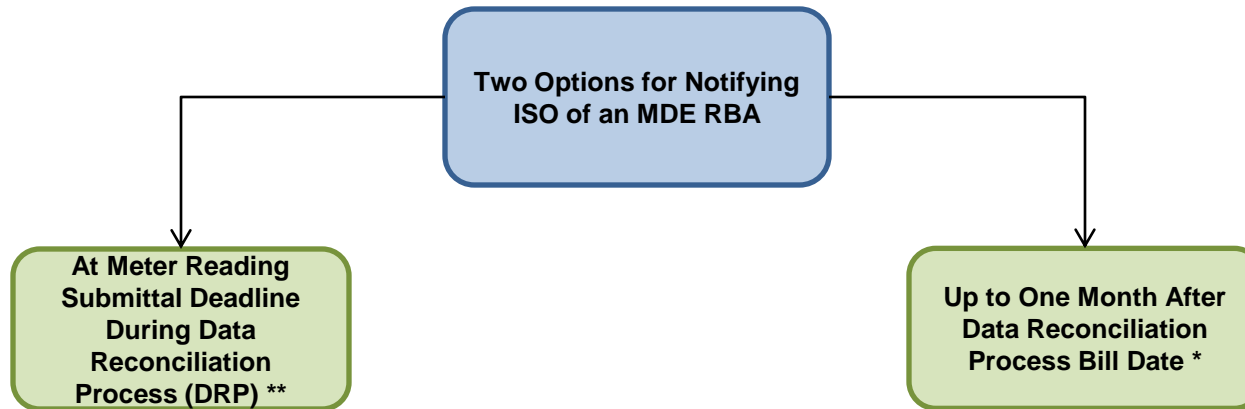 Two Options for Notifying
ISO of an MDE RBA
At Meter Reading
Submittal Deadline
During Data
Reconciliation
Process (DRP) **
Up to One Month After
Data Reconciliation
Process Bill Date *